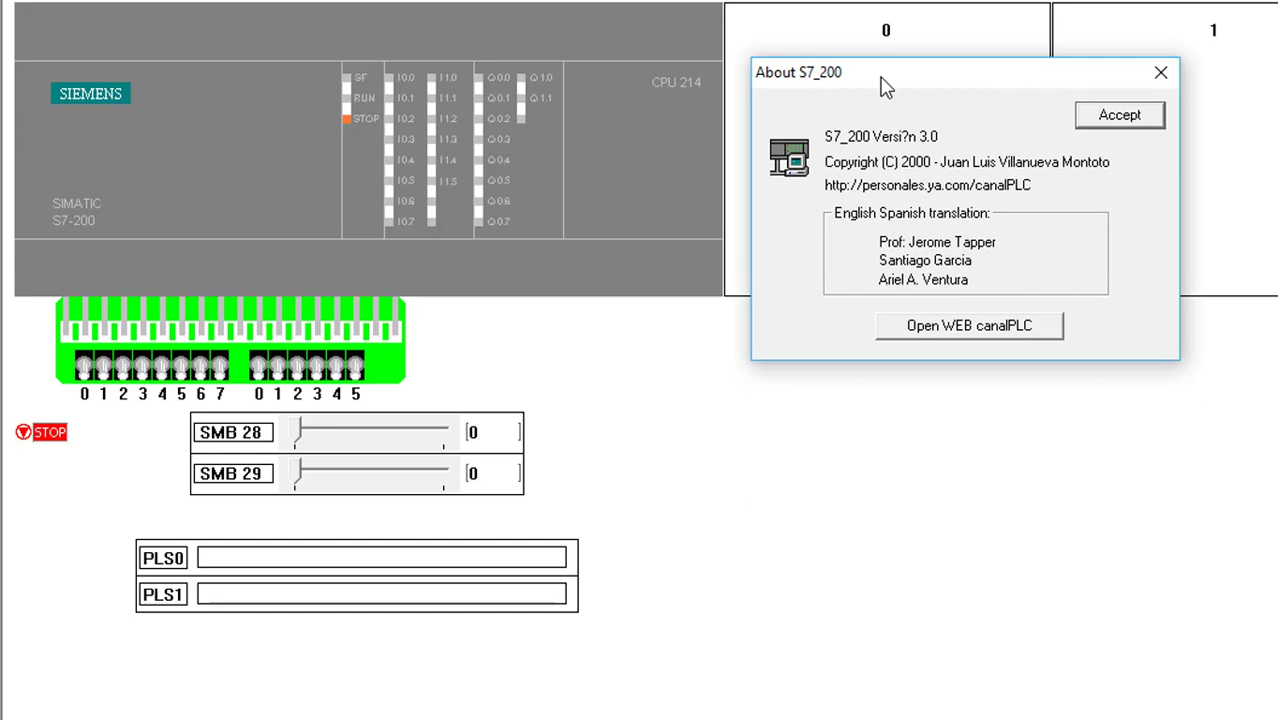 0
1
SIEMENS
SIMATIC
S7-200
SF
RUN
STOP
I0.0
I0.1
I0.2
I0.3
I0.4
I0.5
I0.6
I0.7
I1.0
I1.1
I1.2
I1.3
I1.4
I1.5
Q0.0
Q0.1
Q0.2
Q0.3
Q0.4
Q0.5
Q0.6
Q0.7
Q1.0
Q1.1
CPU 214
About S7_200
Accept
S7_200 Versi?n 3.0
Copyright (C) 2000 - Juan Luis Villanueva Montoto
http://personales.ya.com/canalPLC
English Spanish translation:
Prof: Jerome Tapper
Santiago Garcia
Ariel A. Ventura
Open WEB canalPLC
0 1 2 3 4 5 6 7 0 1 2 3 4 5
STOP
SMB 28 [0 ]
SMB 29 [0 ]
PLS0
PLS1